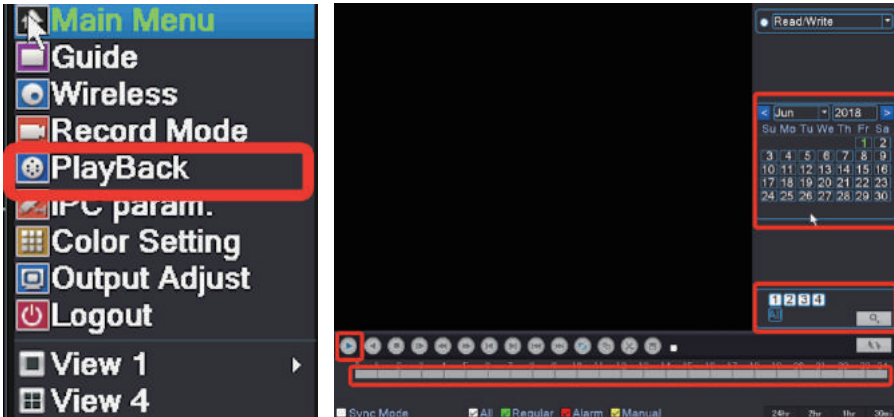 Main Menu
Guide
Wireless
Record Mode
PlayBack
IPC param.
Color Setting
Output Adjust
Logout
View 1
View 4
Read/Write
Jun 2018
Su Mo Tu We Th Fr Sa
1 2
3 4 5 6 7 8 9
10 11 12 13 14 15 16
17 18 19 20 21 22 23
24 25 26 27 28 29 30
1 2 3 4
All
Sync Mode All Regular Alarm Manual 24hr 2hr 1hr 30m